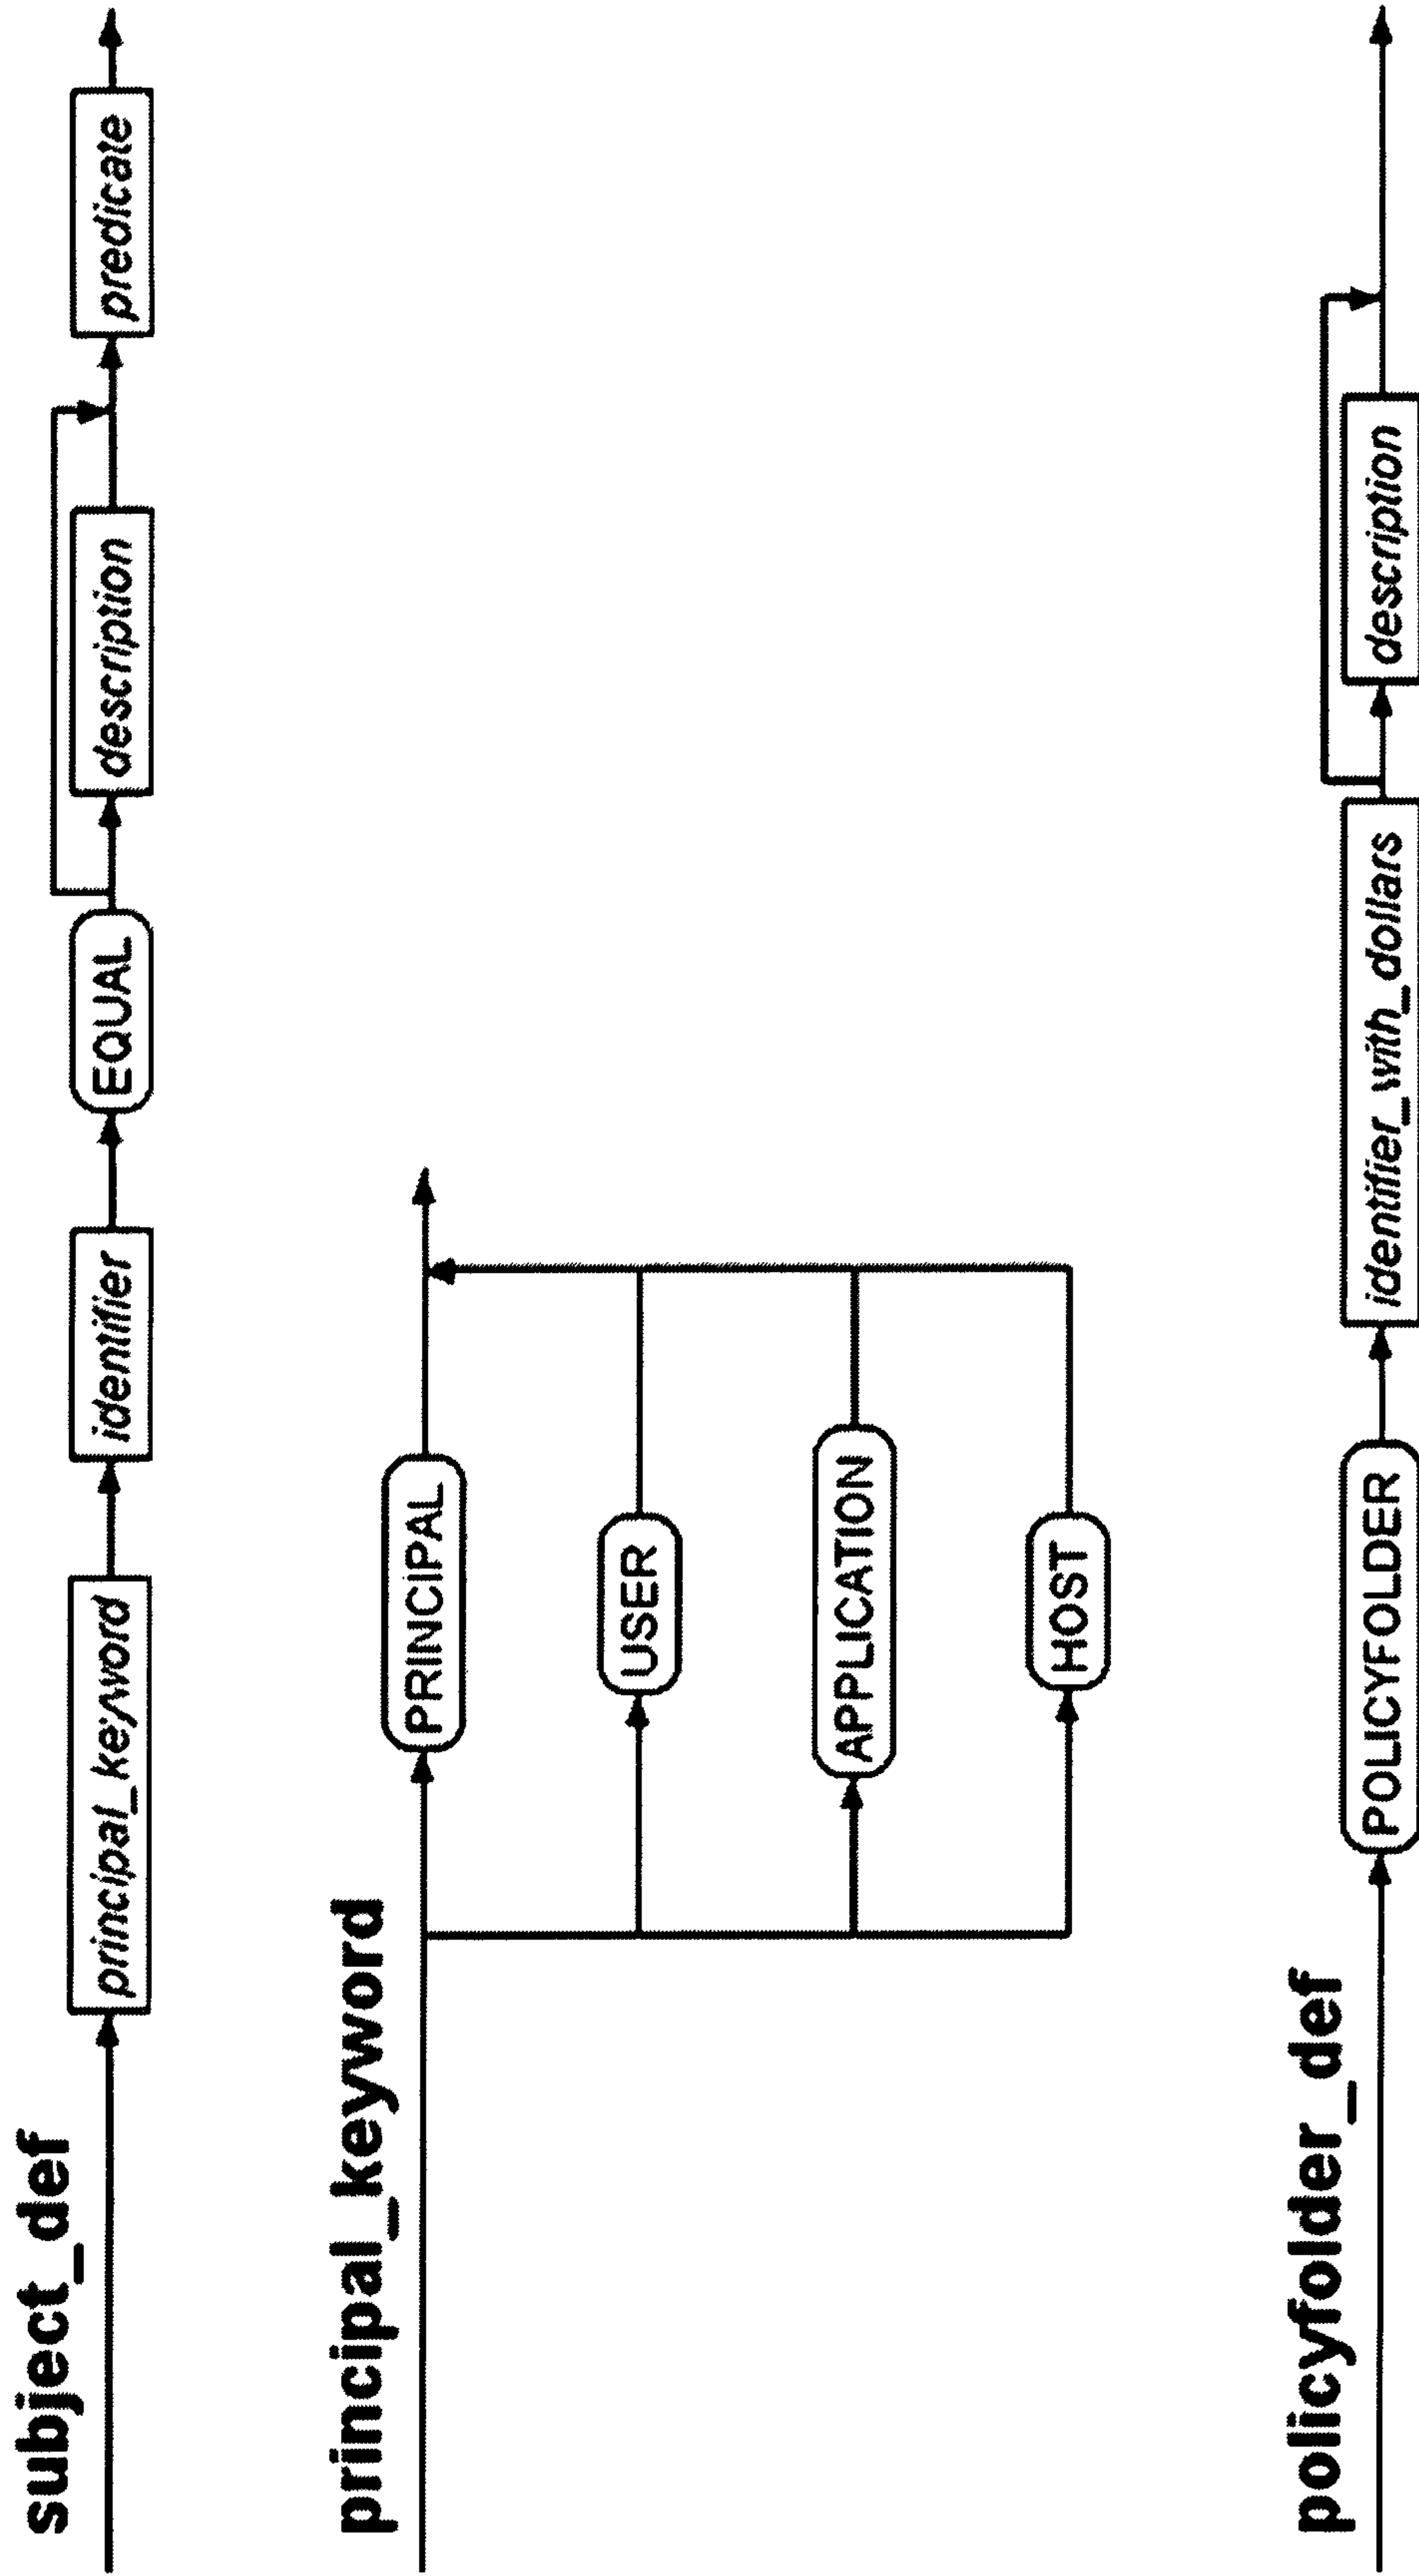 subject_def
principal_keyword identifier EQUAL description predicate
principal_keyword
PRINCIPAL
USER
APPLICATION
HOST
policyfolder_def
POLICYFOLDER identifier_with_dollars description